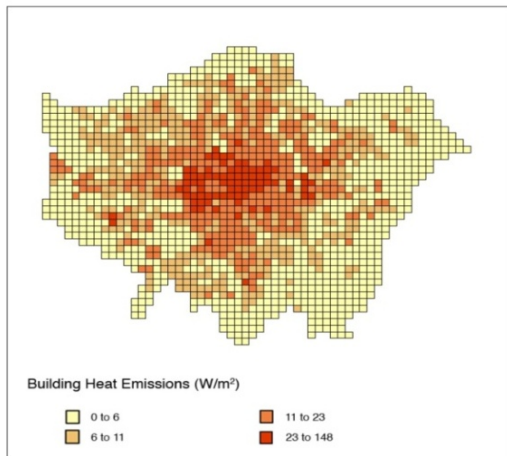 Building Heat Emissions (W/m²)
0 to 6
11 to 23
6 to 11
23 to 148